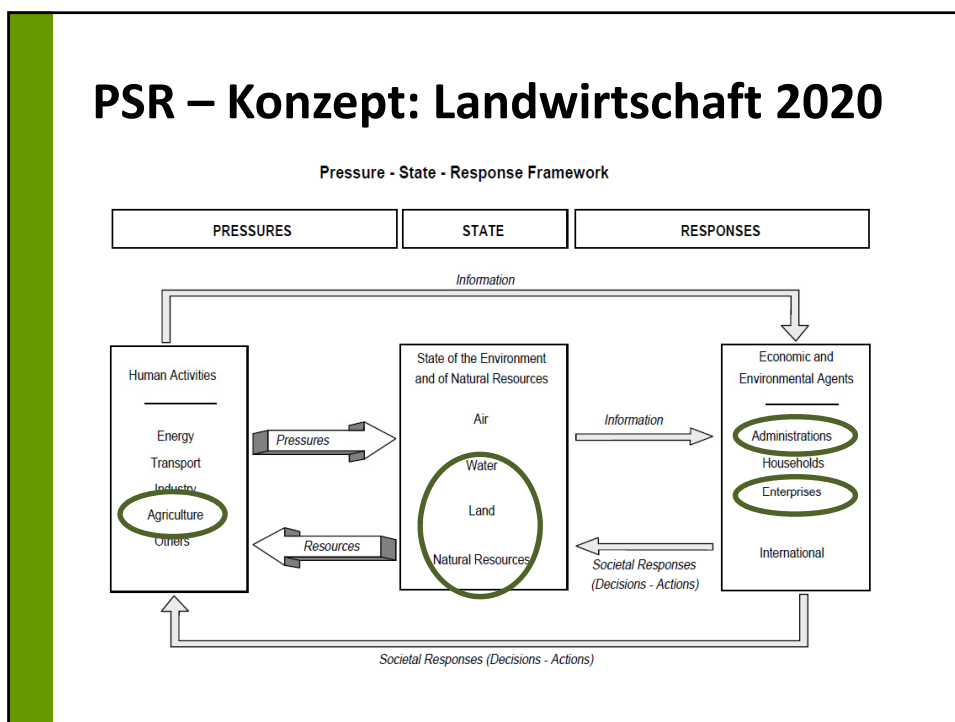 PSR – Konzept: Landwirtschaft 2020
Pressure - State - Response Framework
PRESSURES
STATE
RESPONSES
Information
Human Activities
Energy
Transport
Industry
Agriculture
Others
Pressures
Resources
State of the Environment
and of Natural Resources
Air
Water
Land
Natural Resources
Information
Societal Responses
(Decisions - Actions)
Economic and
Environmental Agents
Administrations
Households
Enterprises
International
Societal Responses (Decisions - Actions)